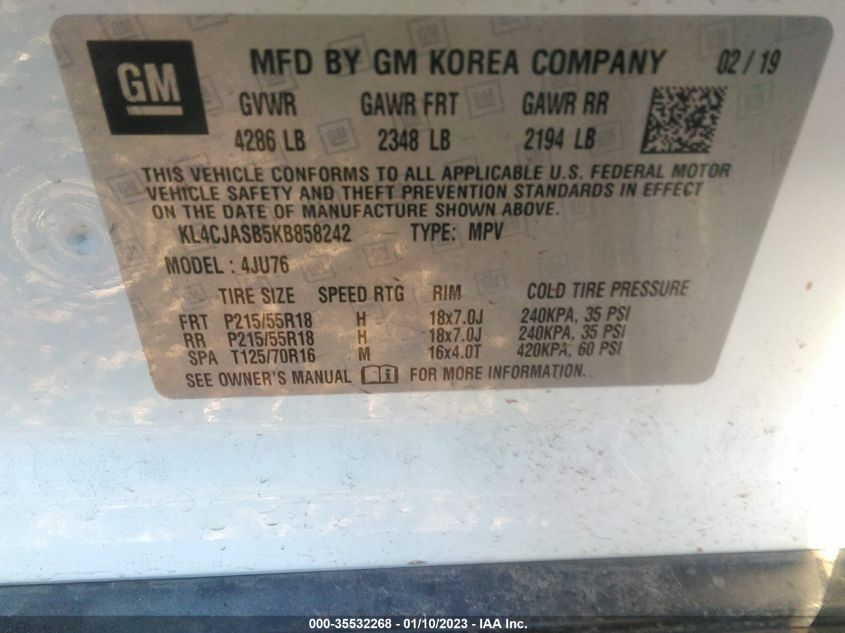 GM
MFD BY GM KOREA COMPANY 02 / 19
GVWR GAWR FRT GAWR RR
4286 LB 2348 LB 2194 LB
THIS VEHICLE CONFORMS TO ALL APPLICABLE U.S. FEDERAL MOTOR
VEHICLE SAFETY AND THEFT PREVENTION STANDARDS IN EFFECT
ON THE DATE OF MANUFACTURE SHOWN ABOVE.
KL4CJASB5KB858242 TYPE: MPV
MODEL : 4JU76
TIRE SIZE SPEED RTG RIM COLD TIRE PRESSURE
FRT P215/55R18 H 18x7.0J 240KPA, 35 PSI
RR P215/55R18 H 18x7.0J 240KPA, 35 PSI
SPA T125/70R16 M 16x4.0T 420KPA, 60 PSI
SEE OWNER'S MANUAL FOR MORE INFORMATION.
000-35532268 - 01/10/2023 - IAA Inc.